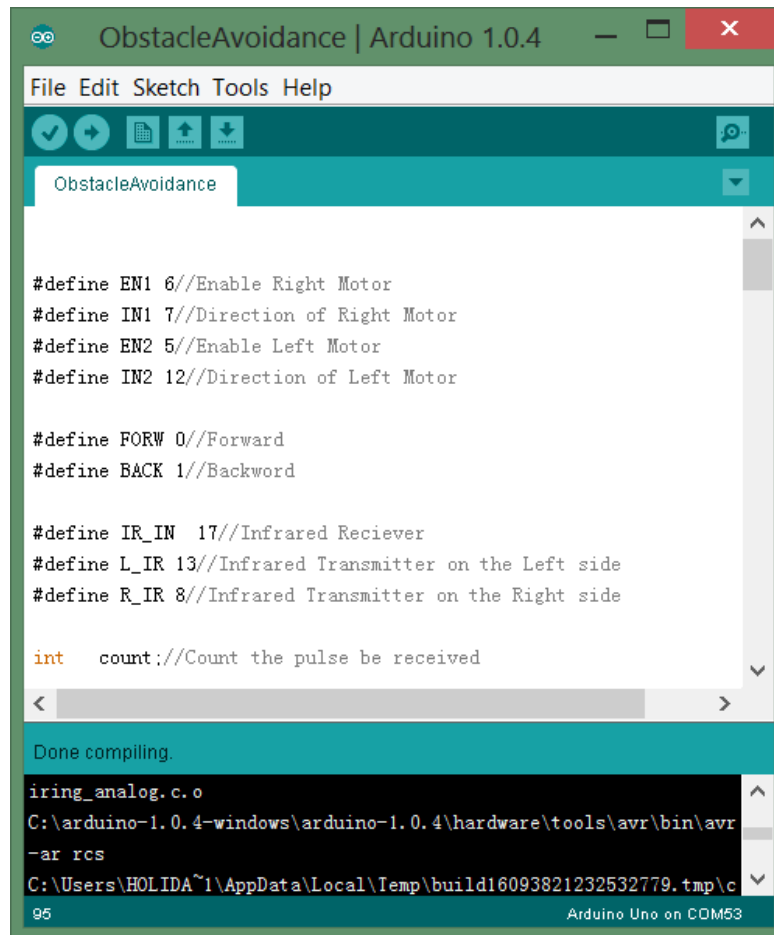 ObstacleAvoidance | Arduino 1.0.4
File Edit Sketch Tools Help
ObstacleAvoidance
#define EN1 6//Enable Right Motor
#define IN1 7//Direction of Right Motor
#define EN2 5//Enable Left Motor
#define IN2 12//Direction of Left Motor
#define FORW 0//Forward
#define BACK 1//Backword
#define IR_IN  17//Infrared Reciever
#define L_IR 13//Infrared Transmitter on the Left side
#define R_IR 8//Infrared Transmitter on the Right side
int   count;//Count the pulse be received
Done compiling.
iring_analog.c.o
C:\arduino-1.0.4-windows\arduino-1.0.4\hardware\tools\avr\bin\avr
-ar rcs
C:\Users\HOLIDA~1\AppData\Local\Temp\build16093821232532779.tmp\c
95
Arduino Uno on COM53